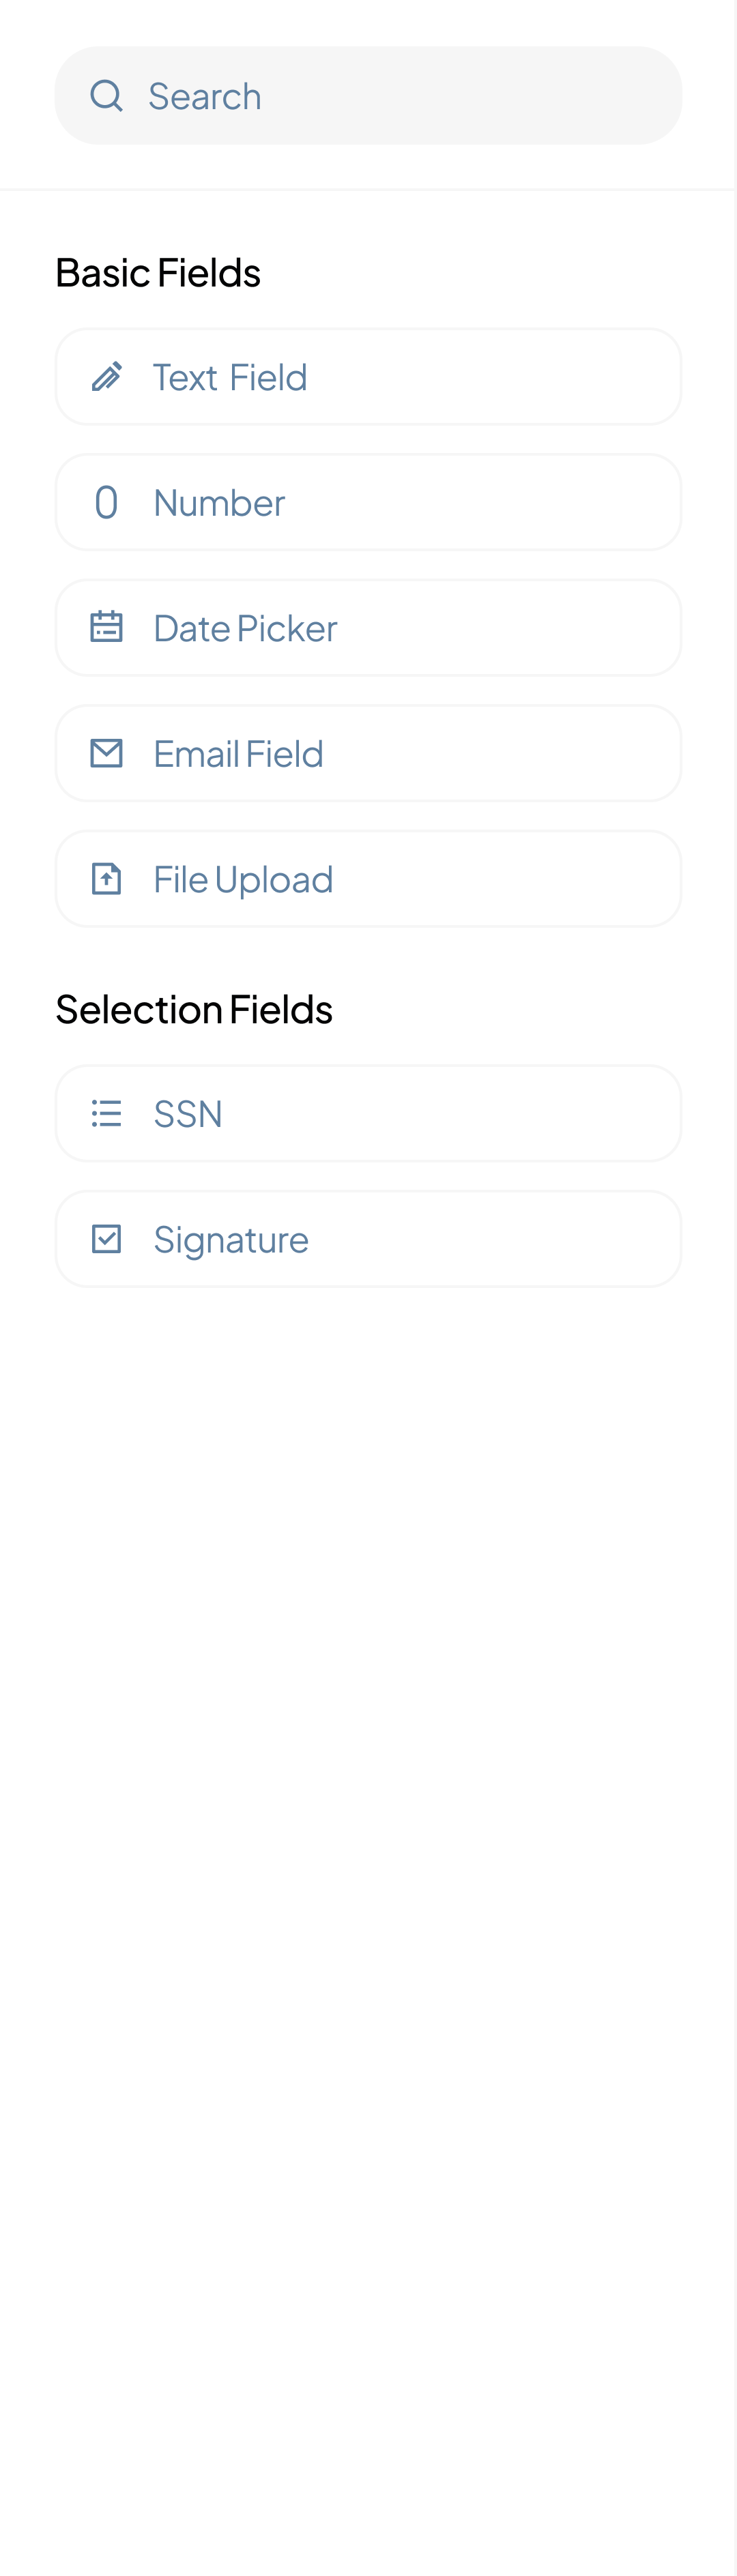 Search
Basic Fields
Text Field
0 Number
Date Picker
Email Field
File Upload
Selection Fields
SSN
Signature